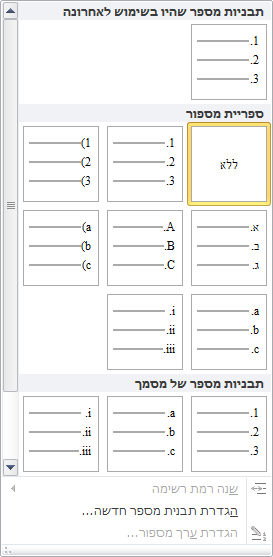 תבניות מספר שהיו בשימוש לאחרונה
1.
2.
3.
ספריית מספור
ללא
1.
2.
3.
1)
2)
3)
א.
ב.
ג.
A.
B.
C.
a)
b)
c)
a.
b.
c.
i.
ii.
iii.
תבניות מספר של מסמך
1.
2.
3.
a.
b.
c.
i.
ii.
iii.
שנה רמת רשימה
הגדרת תבנית מספר חדשה...
הגדרת ערך מספור...